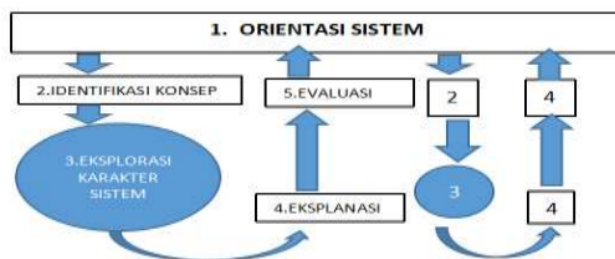 1. ORIENTASI SISTEM
2.IDENTIFIKASI KONSEP
5.EVALUASI
2
4
3.EKSPLORASI
KARAKTER
SISTEM
3
4.EKSPLANASI
4